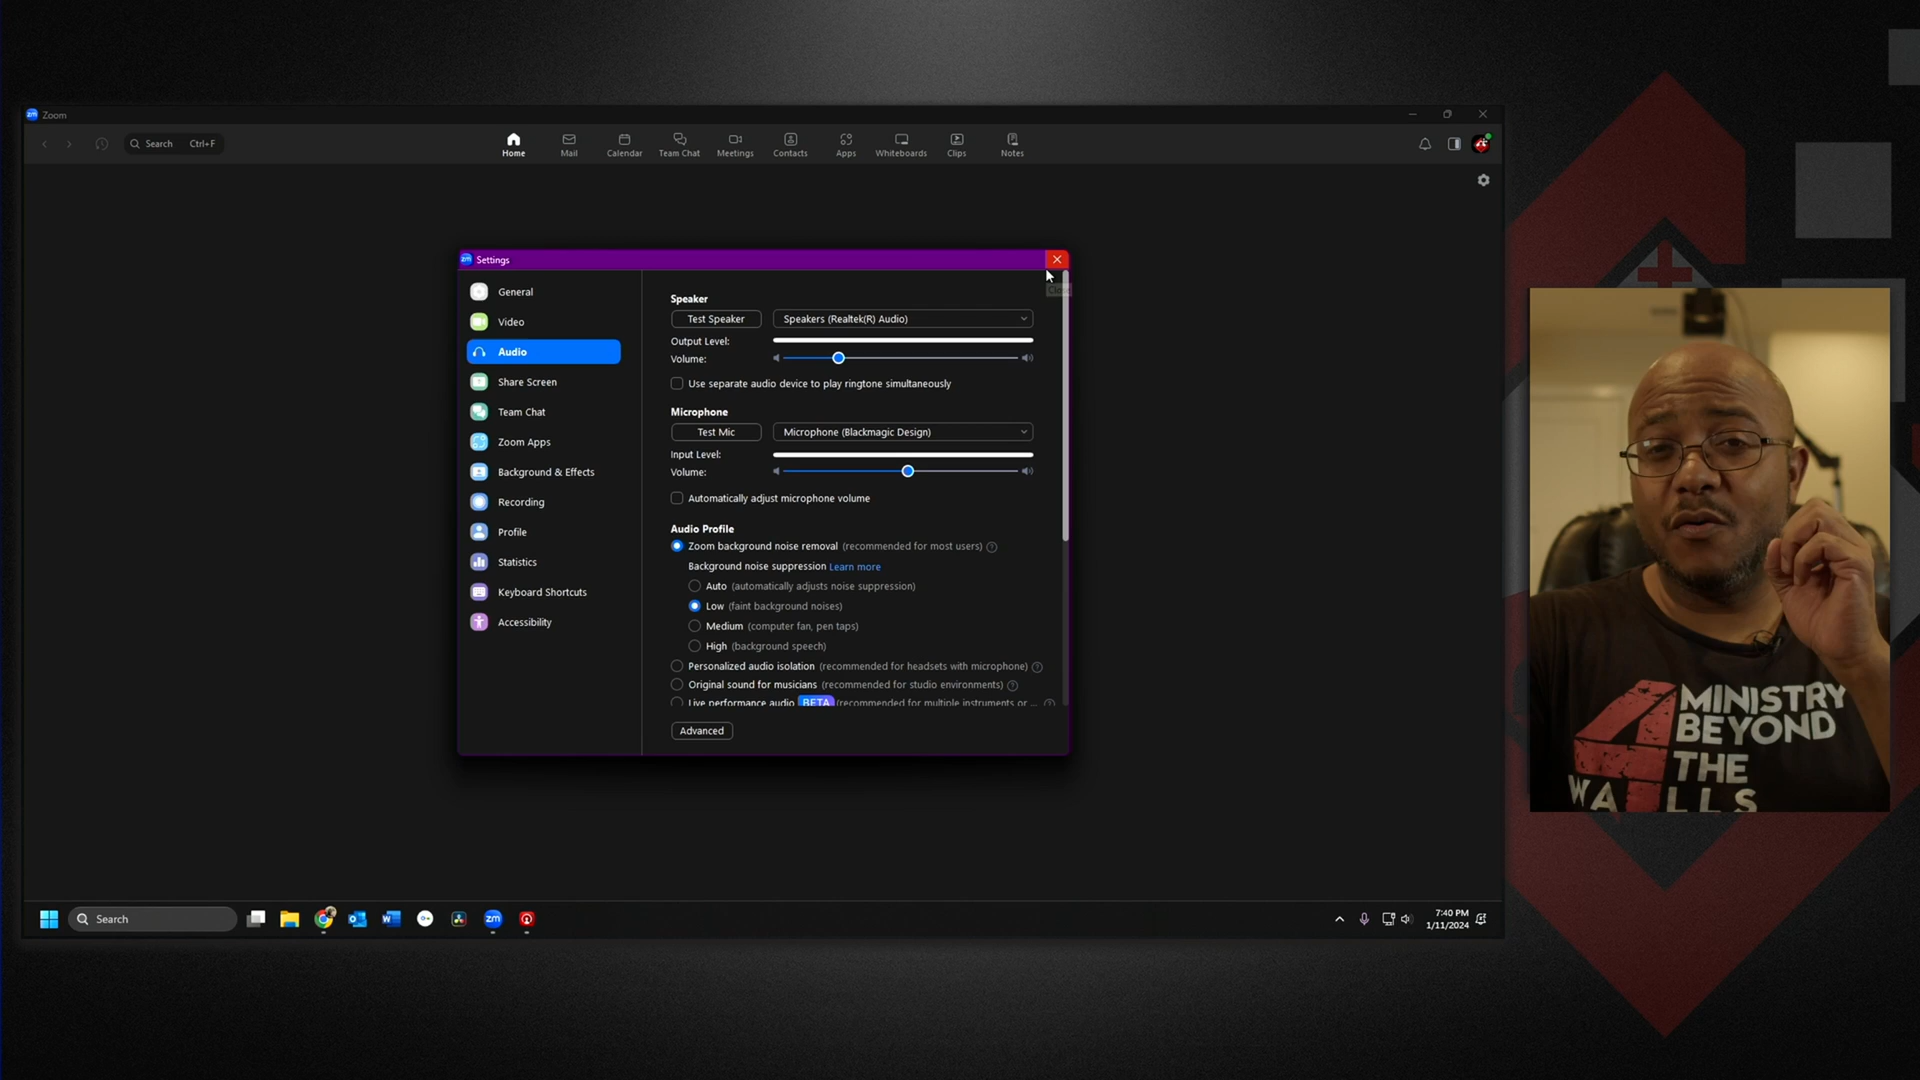 Zoom
Search Ctrl+F
Home
Mail
Calendar
Team Chat
Meetings
Contacts
Apps
Whiteboards
Clips
Notes
Settings
General
Video
Audio
Share Screen
Team Chat
Zoom Apps
Background & Effects
Recording
Profile
Statistics
Keyboard Shortcuts
Accessibility
Speaker
Test Speaker
Speakers (Realtek(R) Audio)
Output Level:
Volume:
Use separate audio device to play ringtone simultaneously
Microphone
Test Mic
Microphone (Blackmagic Design)
Input Level:
Volume:
Automatically adjust microphone volume
Audio Profile
Zoom background noise removal (recommended for most users)
Background noise suppression Learn more
Auto (automatically adjusts noise suppression)
Low (faint background noises)
Medium (computer fan, pen taps)
High (background speech)
Personalized audio isolation (recommended for headsets with microphone)
Original sound for musicians (recommended for studio environments)
Live performance audio BETA (recommended for multiple instruments or ...
Advanced
4
MINISTRY
BEYOND
THE
WALLS
Search
7:40 PM
1/11/2024